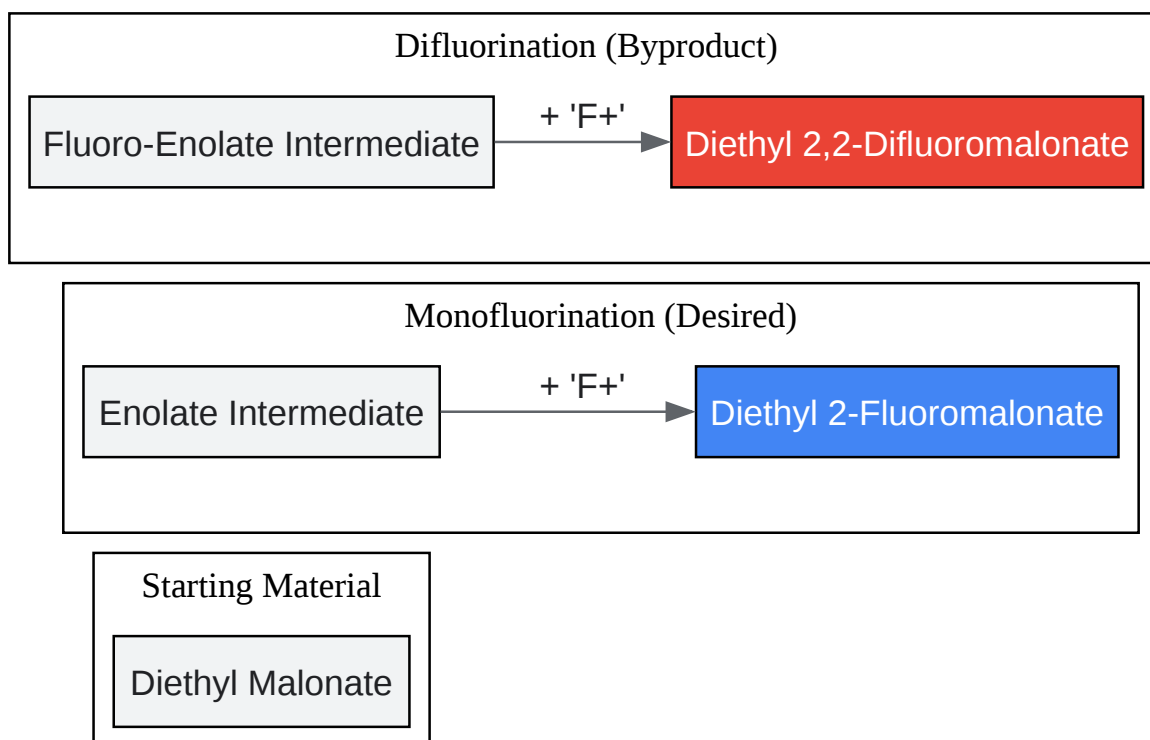 Difluorination (Byproduct)
Fluoro-Enolate Intermediate
+ 'F+'
Diethyl 2,2-Difluoromalonate
Monofluorination (Desired)
Enolate Intermediate
+ 'F+'
Diethyl 2-Fluoromalonate
Starting Material
Diethyl Malonate